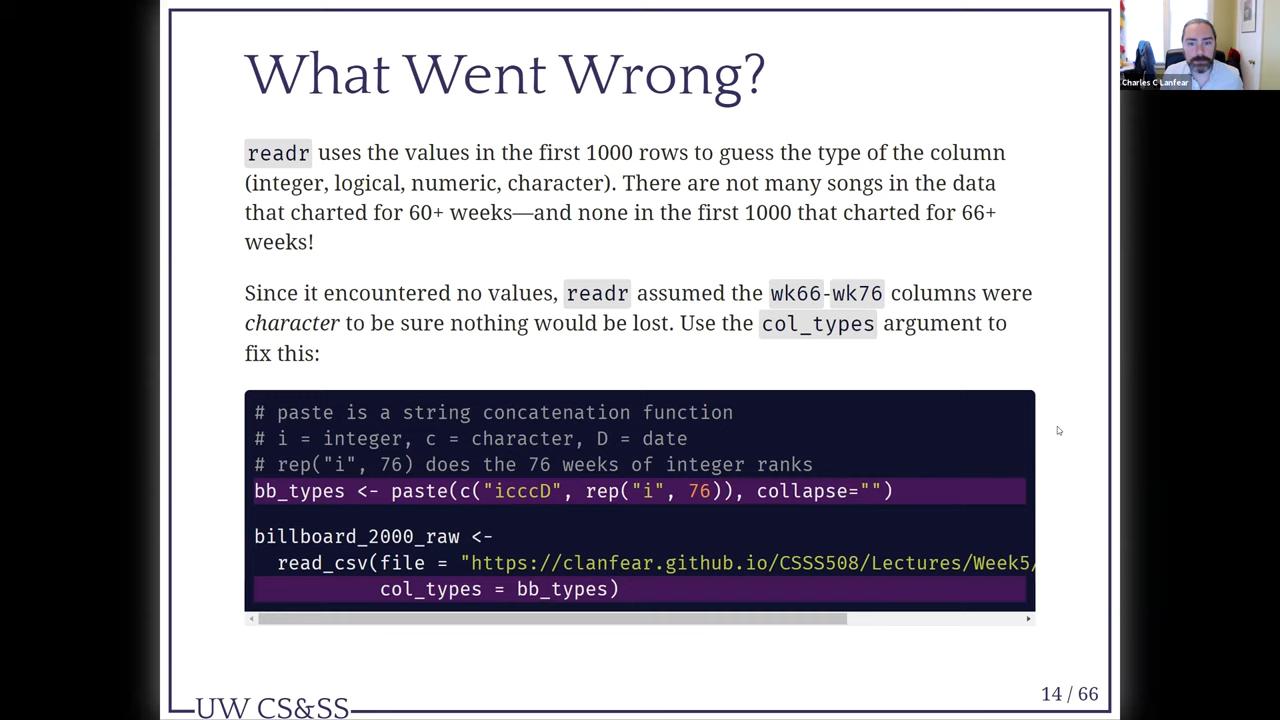 What Went Wrong?
Charles C Lanfear
readr uses the values in the first 1000 rows to guess the type of the column
(integer, logical, numeric, character). There are not many songs in the data
that charted for 60+ weeks—and none in the first 1000 that charted for 66+
weeks!
Since it encountered no values, readr assumed the wk66-wk76 columns were
character to be sure nothing would be lost. Use the col_types argument to
fix this:
# paste is a string concatenation function
# i = integer, c = character, D = date
# rep("i", 76) does the 76 weeks of integer ranks
bb_types <- paste(c("icccD", rep("i", 76)), collapse="")
billboard_2000_raw <-
read_csv(file = "https://clanfear.github.io/CSSS508/Lectures/Week5/
col_types = bb_types)
14 / 66
UW CS&SS